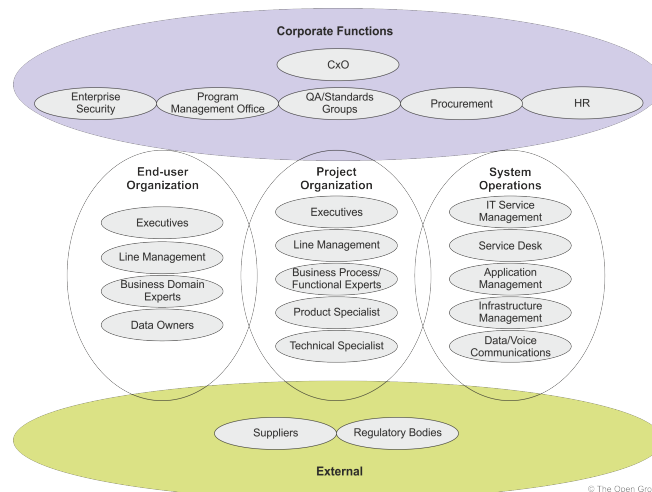 Corporate Functions
CxO
Enterprise
Security
Program
Management Office
QA/Standards
Groups
Procurement
HR
End-user
Organization
Executives
Line Management
Business Domain
Experts
Data Owners
Project
Organization
Executives
Line Management
Business Process/
Functional Experts
Product Specialist
Technical Specialist
System
Operations
IT Service
Management
Service Desk
Application
Management
Infrastructure
Management
Data/Voice
Communications
Suppliers
Regulatory Bodies
External
© The Open Gro